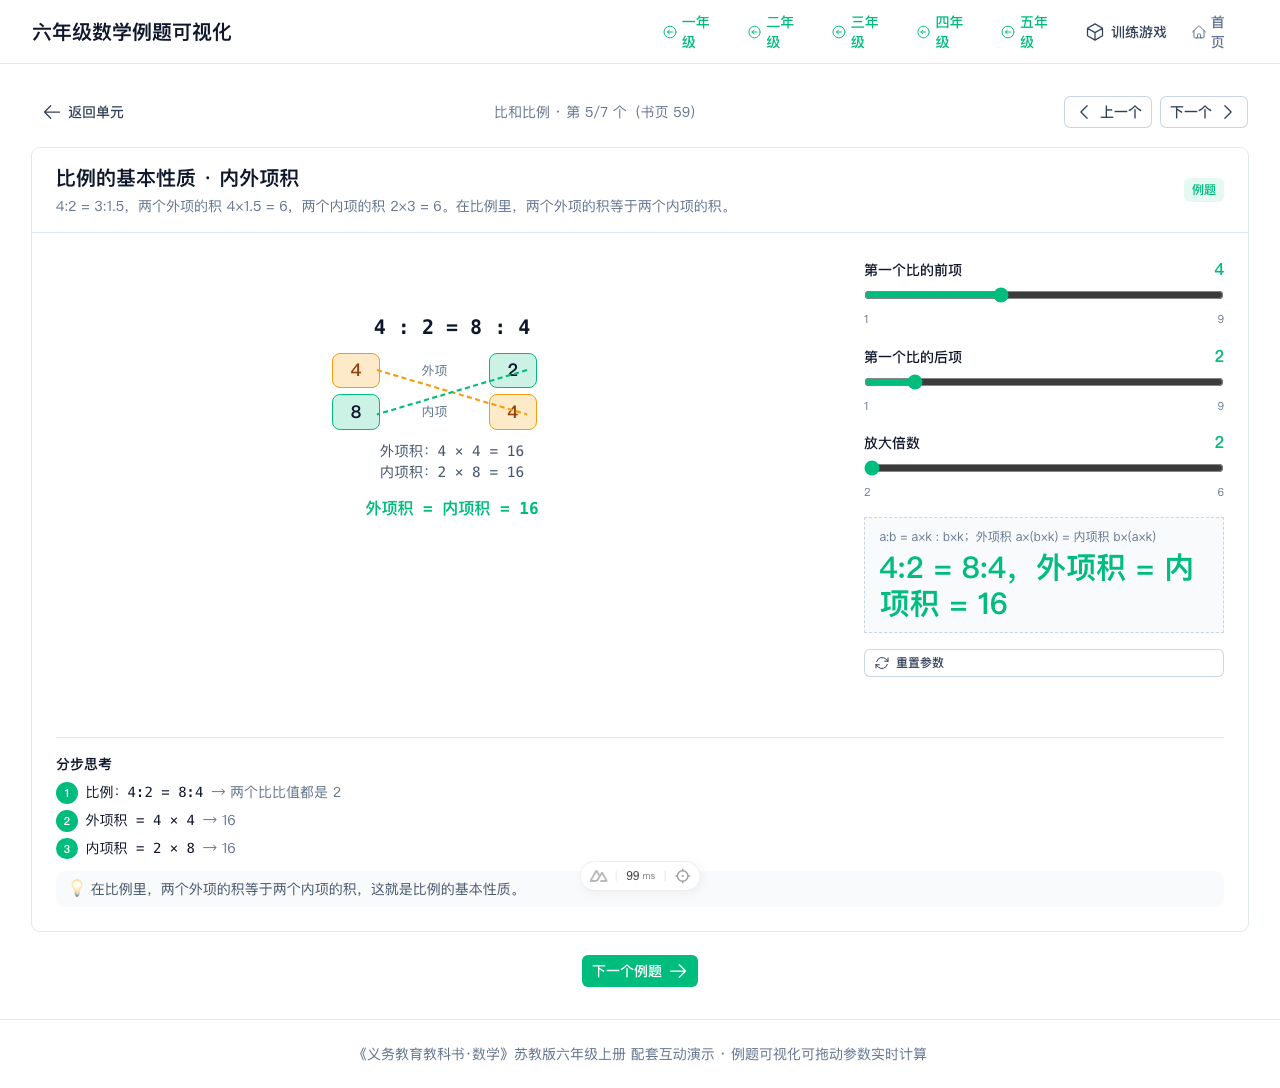 六年级数学例题可视化
一年级
二年级
三年级
四年级
五年级
训练游戏
首页
返回单元
比和比例 · 第 5/7 个（书页 59）
上一个
下一个
比例的基本性质 · 内外项积
4:2 = 3:1.5，两个外项的积 4×1.5 = 6，两个内项的积 2×3 = 6。在比例里，两个外项的积等于两个内项的积。
例题
4 : 2 = 8 : 4
4 外项 2
8 内项 4
外项积: 4 × 4 = 16
内项积: 2 × 8 = 16
外项积 = 内项积 = 16
第一个比的前项 4
1 9
第一个比的后项 2
1 9
放大倍数 2
2 6
a:b = a×k : b×k；外项积 a×(b×k) = 内项积 b×(a×k)
4:2 = 8:4，外项积 = 内
项积 = 16
重置参数
分步思考
1 比例: 4:2 = 8:4 → 两个比比值都是 2
2 外项积 = 4 × 4 → 16
3 内项积 = 2 × 8 → 16
99 ms
💡 在比例里，两个外项的积等于两个内项的积，这就是比例的基本性质。
下一个例题 →
《义务教育教科书·数学》苏教版六年级上册 配套互动演示 · 例题可视化可拖动参数实时计算